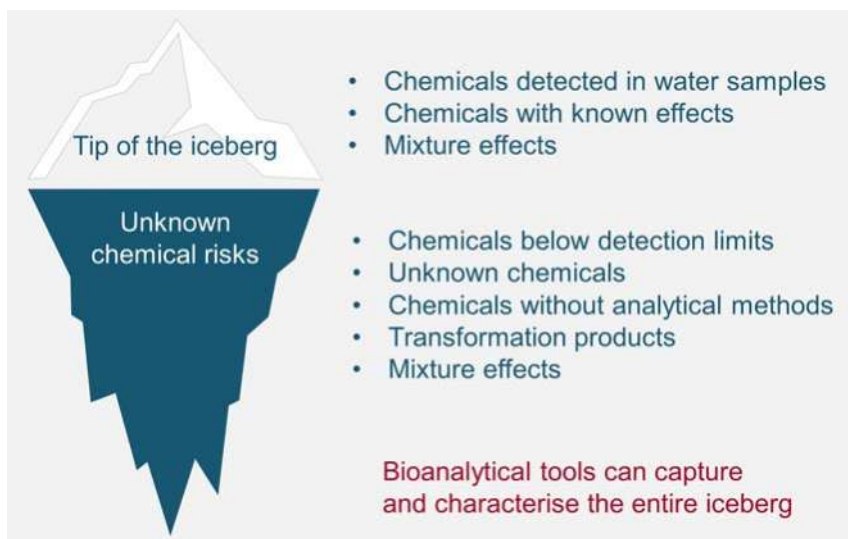 Tip of the iceberg
• Chemicals detected in water samples
• Chemicals with known effects
• Mixture effects
Unknown
chemical risks
• Chemicals below detection limits
• Unknown chemicals
• Chemicals without analytical methods
• Transformation products
• Mixture effects
Bioanalytical tools can capture
and characterise the entire iceberg